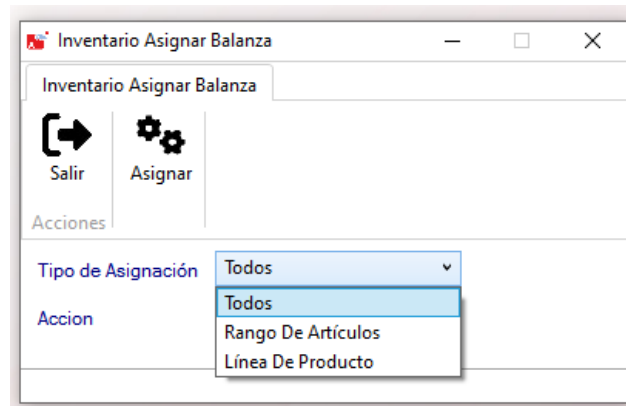 Inventario Asignar Balanza
Inventario Asignar Balanza
Salir
Asignar
Acciones
Tipo de Asignación
Todos
Accion
Todos
Rango De Artículos
Línea De Producto